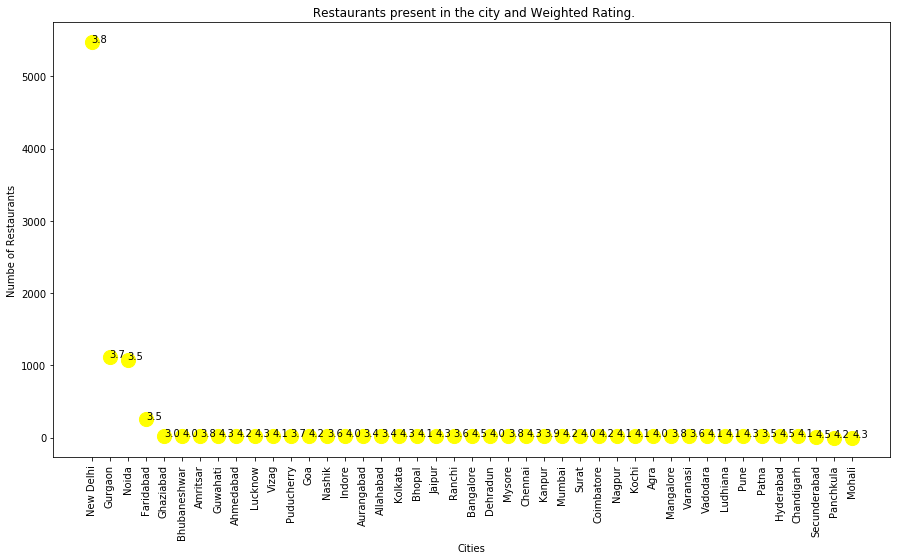 Restaurants present in the city and Weighted Rating.
Numbe of Restaurants
5000
4000
3000
2000
1000
0
3.8
3.7
3.5
3.5
3.0 4.0 3.8 4.3 4.2 4.3 4.1 3.7 4.2 3.6 4.0 3.4 3.4 4.3 4.1 4.3 3.6 4.5 4.0 3.8 4.3 3.9 4.2 4.0 4.2 4.1 4.1 4.0 3.8 3.6 4.1 4.1 4.3 3.5 4.5 4.1 4.5 4.2 4.3
New Delhi
Gurgaon
Noida
Faridabad
Ghaziabad
Bhubaneshwar
Amritsar
Guwahati
Ahmedabad
Lucknow
Vizag
Puducherry
Goa
Nashik
Indore
Aurangabad
Allahabad
Kolkata
Bhopal
Jaipur
Ranchi
Bangalore
Dehradun
Mysore
Chennai
Kanpur
Mumbai
Surat
Coimbatore
Nagpur
Kochi
Agra
Mangalore
Varanasi
Vadodara
Ludhiana
Pune
Patna
Hyderabad
Chandigarh
Secunderabad
Panchkula
Mohali
Cities